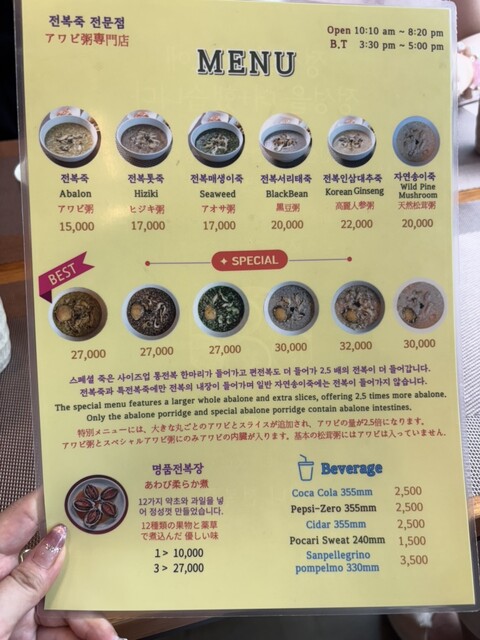 전복죽 전문점
アワビ粥専門店
Open 10:10 am ~ 8:20 pm
B.T 3:30 pm ~ 5:00 pm
MENU
전복죽 전복톳죽 전복매생이죽 전복서리태죽 전복인삼대추죽 자연송이죽
Abalon Hiziki Seaweed BlackBean Korean Ginseng Wild Pine Mushroom
アワビ粥 ヒジキ粥 アオサ粥 黒豆粥 高麗人参粥 天然松茸粥
15,000 17,000 17,000 20,000 22,000 20,000
+ SPECIAL
BEST
27,000 27,000 27,000 30,000 32,000 30,000
스페셜 죽은 사이즈업 통전복 한마리가 들어가고 편전복도 더 들어가 2.5 배의 전복이 더 들어갑니다.
전복죽과 특전복죽에만 전복의 내장이 들어가며 일반 자연송이죽에는 전복이 들어가지 않습니다.
The special menu features a larger whole abalone and extra slices, offering 2.5 times more abalone.
Only the abalone porridge and special abalone porridge contain abalone intestines.
特別メニューには、大きな丸ごとのアワビとスライスが追加され、アワビの量が2.5倍になります。
アワビ粥とスペシャルアワビ粥にのみアワビの内臓が入ります。基本の松茸粥にはアワビは入っていません。
명품전복장
あわび柔らか煮
12가지 약초와 과일을 넣
어 정성껏 만들었습니다.
12種類の果物と薬草
で煮込んだ 優しい味
1 > 10,000
3 > 27,000
Beverage
Coca Cola 355mm 2,500
Pepsi-Zero 355mm 2,500
Cidar 355mm 2,500
Pocari Sweat 240mm 1,500
Sanpellegrino
pompelmo 330mm 3,500